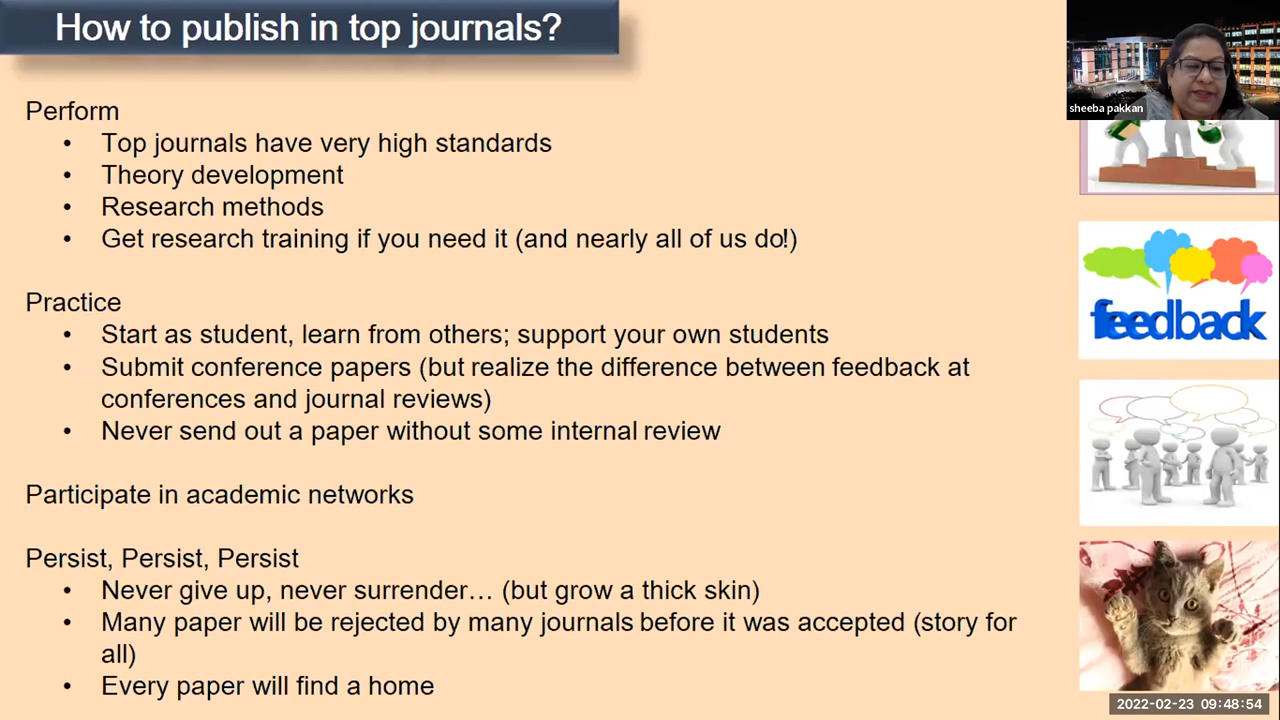 How to publish in top journals?
sheeba pakkan
Perform
• Top journals have very high standards
• Theory development
• Research methods
• Get research training if you need it (and nearly all of us do!)
Practice
• Start as student, learn from others; support your own students
• Submit conference papers (but realize the difference between feedback at
conferences and journal reviews)
• Never send out a paper without some internal review
Participate in academic networks
Persist, Persist, Persist
• Never give up, never surrender… (but grow a thick skin)
• Many paper will be rejected by many journals before it was accepted (story for
all)
• Every paper will find a home
feedback
2022-02-23 09:48:54